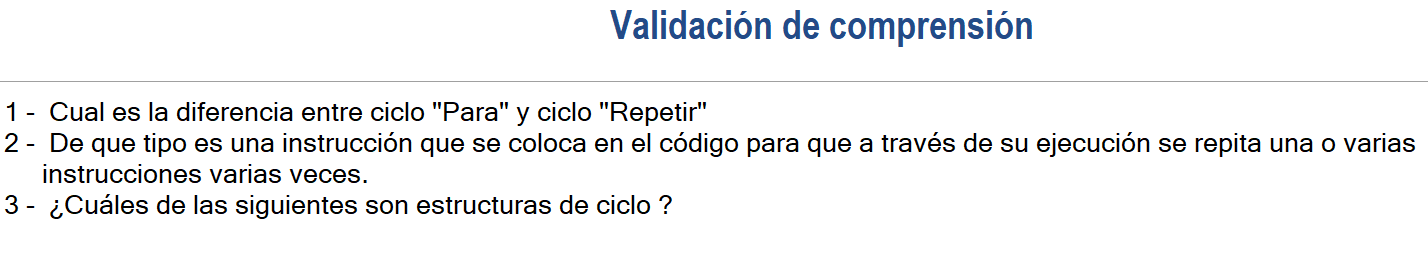 Validación de comprensión
1 - Cual es la diferencia entre ciclo "Para" y ciclo "Repetir"
2 - De que tipo es una instrucción que se coloca en el código para que a través de su ejecución se repita una o varias
instrucciones varias veces.
3 - ¿Cuáles de las siguientes son estructuras de ciclo ?